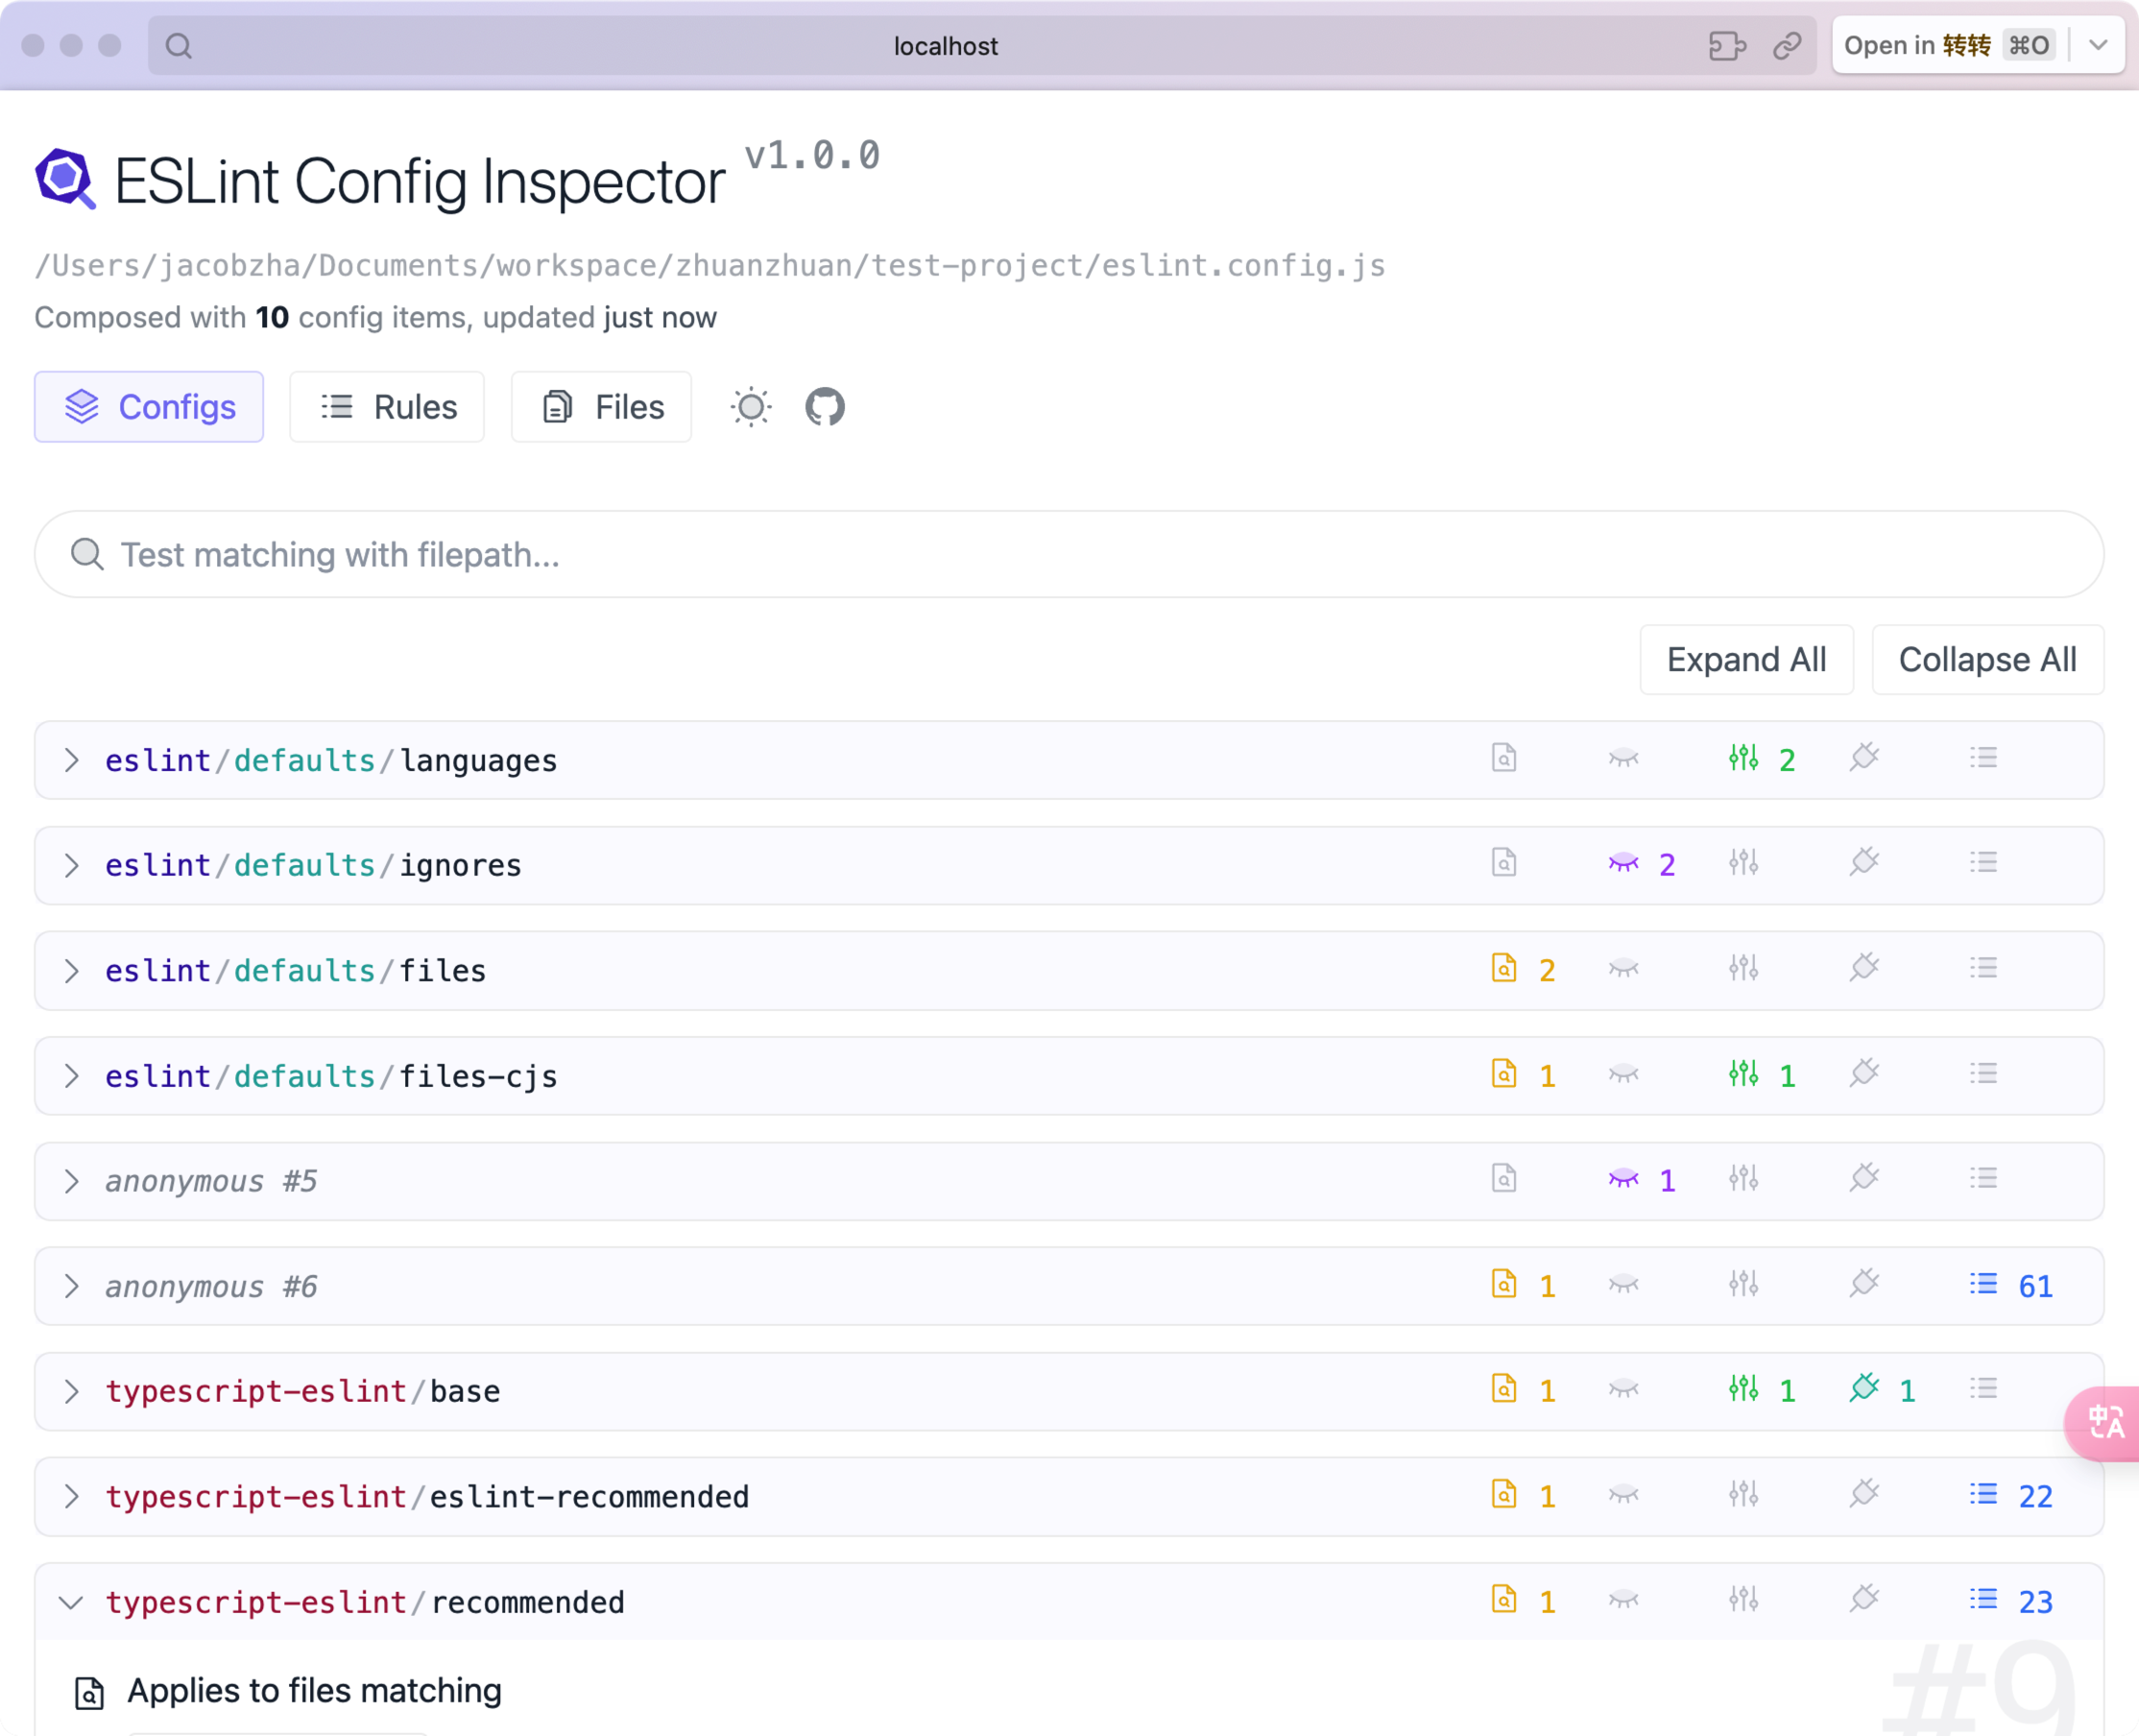 localhost
Open in 转转 ⌘O
ESLint Config Inspector v1.0.0
/Users/jacobzha/Documents/workspace/zhuanzhuan/test-project/eslint.config.js
Composed with 10 config items, updated just now
Configs Rules Files
Test matching with filepath...
Expand All Collapse All
eslint/defaults/languages 2
eslint/defaults/ignores 2
eslint/defaults/files 2
eslint/defaults/files-cjs 1 1
anonymous #5 1
anonymous #6 1 61
typescript-eslint/base 1 1 1
中A
typescript-eslint/eslint-recommended 1 22
typescript-eslint/recommended 1 23
#9
Applies to files matching